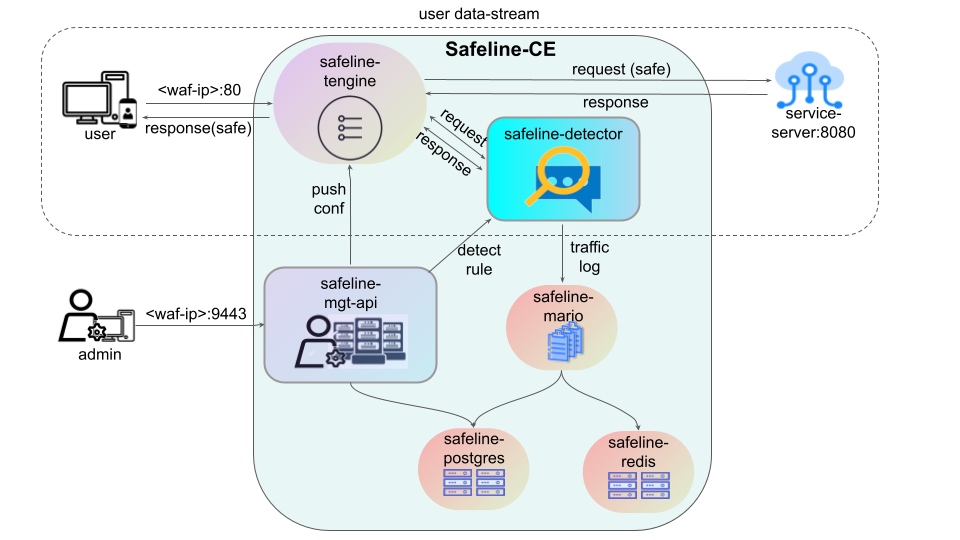 user data-stream
Safeline-CE
safeline-
tengine
<waf-ip>:80
response(safe)
user
request (safe)
response
service-
server:8080
request
response
safeline-detector
push
conf
detect
rule
traffic
log
safeline-
mgt-api
<waf-ip>:9443
admin
safeline-
mario
safeline-
postgres
safeline-
redis